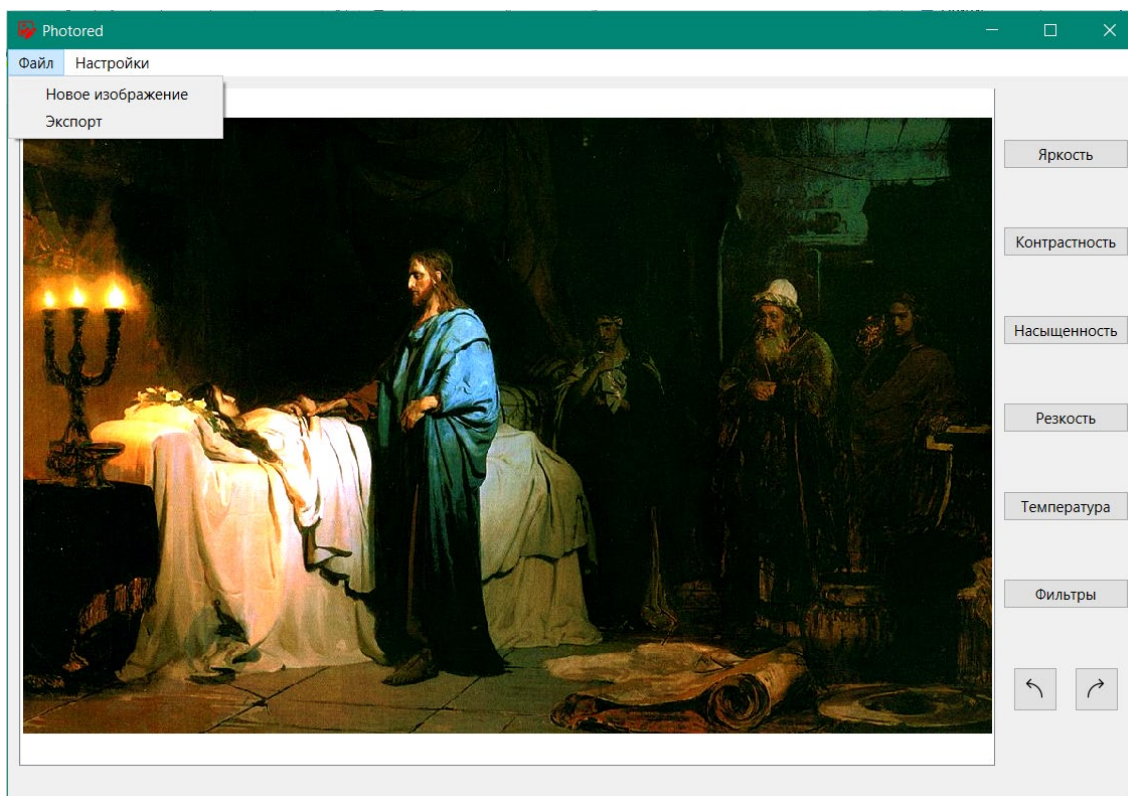 Photored
Файл Настройки
Новое изображение
Экспорт
Яркость
Контрастность
Насыщенность
Резкость
Температура
Фильтры